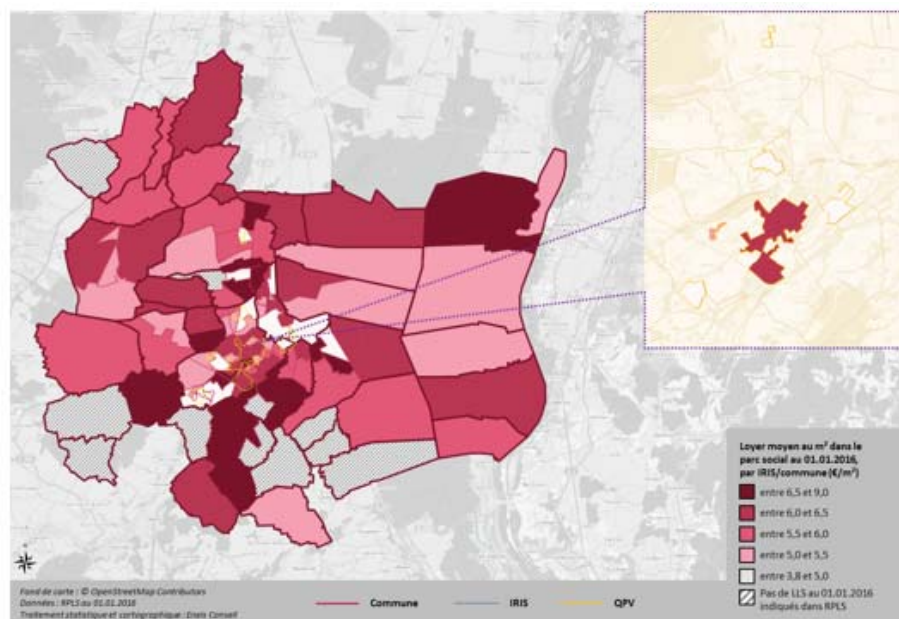 Loyer moyen au m² dans le
parc social au 01.01.2016,
par IRIS/commune (€/m²)
entre 6,5 et 9,0
entre 6,0 et 6,5
entre 5,5 et 6,0
entre 5,0 et 5,5
entre 3,8 et 5,0
Pas de LLS au 01.01.2016
indiqués dans RPLS
Fond de carte : © OpenStreetMap Contributors
Données : RPLS au 01.01.2016
Traitement statistique et cartographique : Enéis Conseil
Commune
IRIS
QPV